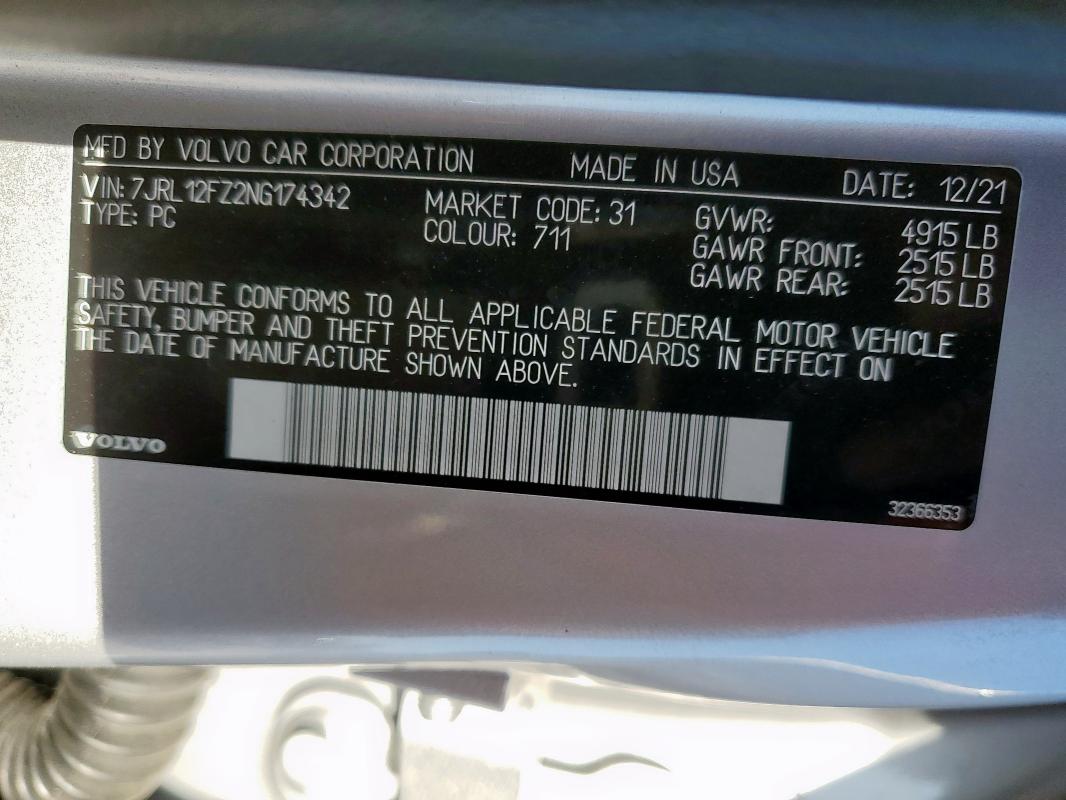 MFD BY VOLVO CAR CORPORATION MADE IN USA DATE: 12/21
VIN: 7JRL12FZ2NG174342 MARKET CODE: 31 GVWR: 4915 LB
TYPE: PC COLOUR: 711 GAWR FRONT: 2515 LB
GAWR REAR: 2515 LB
THIS VEHICLE CONFORMS TO ALL APPLICABLE FEDERAL MOTOR VEHICLE
SAFETY, BUMPER AND THEFT PREVENTION STANDARDS IN EFFECT ON
THE DATE OF MANUFACTURE SHOWN ABOVE.
VOLVO
32366353